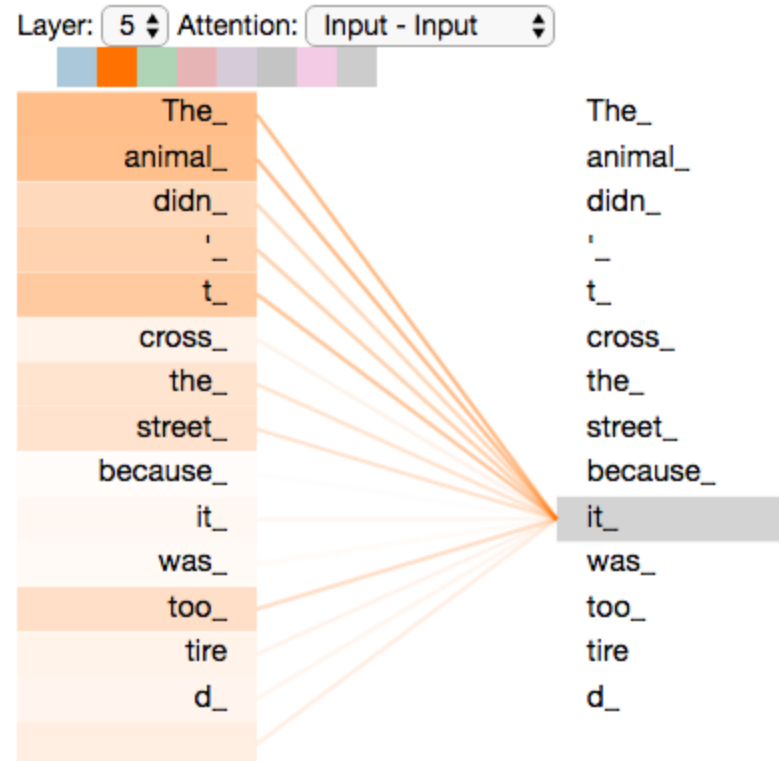 Layer: 5 Attention: Input - Input
The_ The_
animal_ animal_
didn_ didn_
'_ '_
t_ t_
cross_ cross_
the_ the_
street_ street_
because_ because_
it_ it_
was_ was_
too_ too_
tire tire
d_ d_